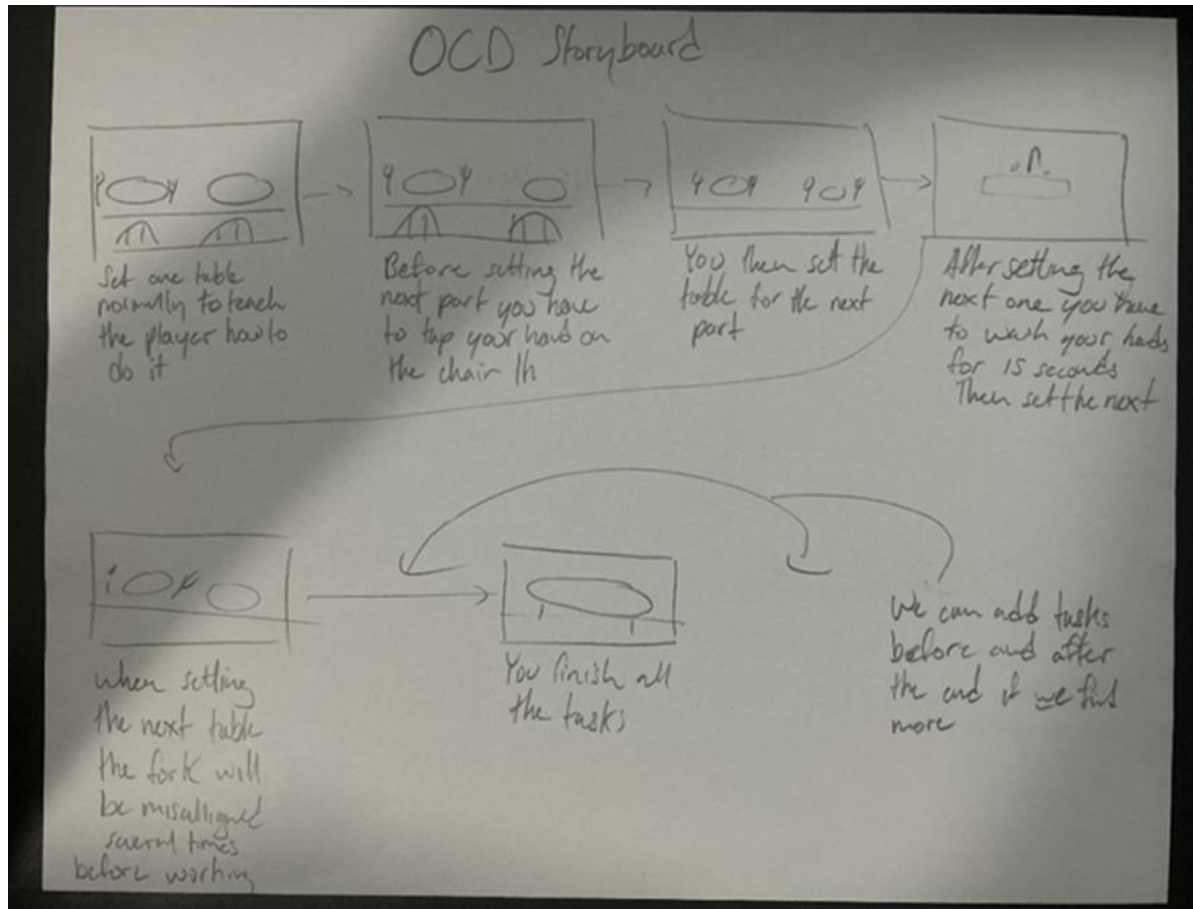 OCD Storyboard
Set one table
normally to teach
the player how to
do it
Before setting the
next part you have
to tap your hand on
the chair
You then set the
table for the next
part
After setting the
next one you have
to wash your hands
for 15 seconds
Then set the next
when setting
the next table
the fork will
be misalligned
several times
before working
You finish all
the tasks
We can add tasks
before and after
the end if we find
more